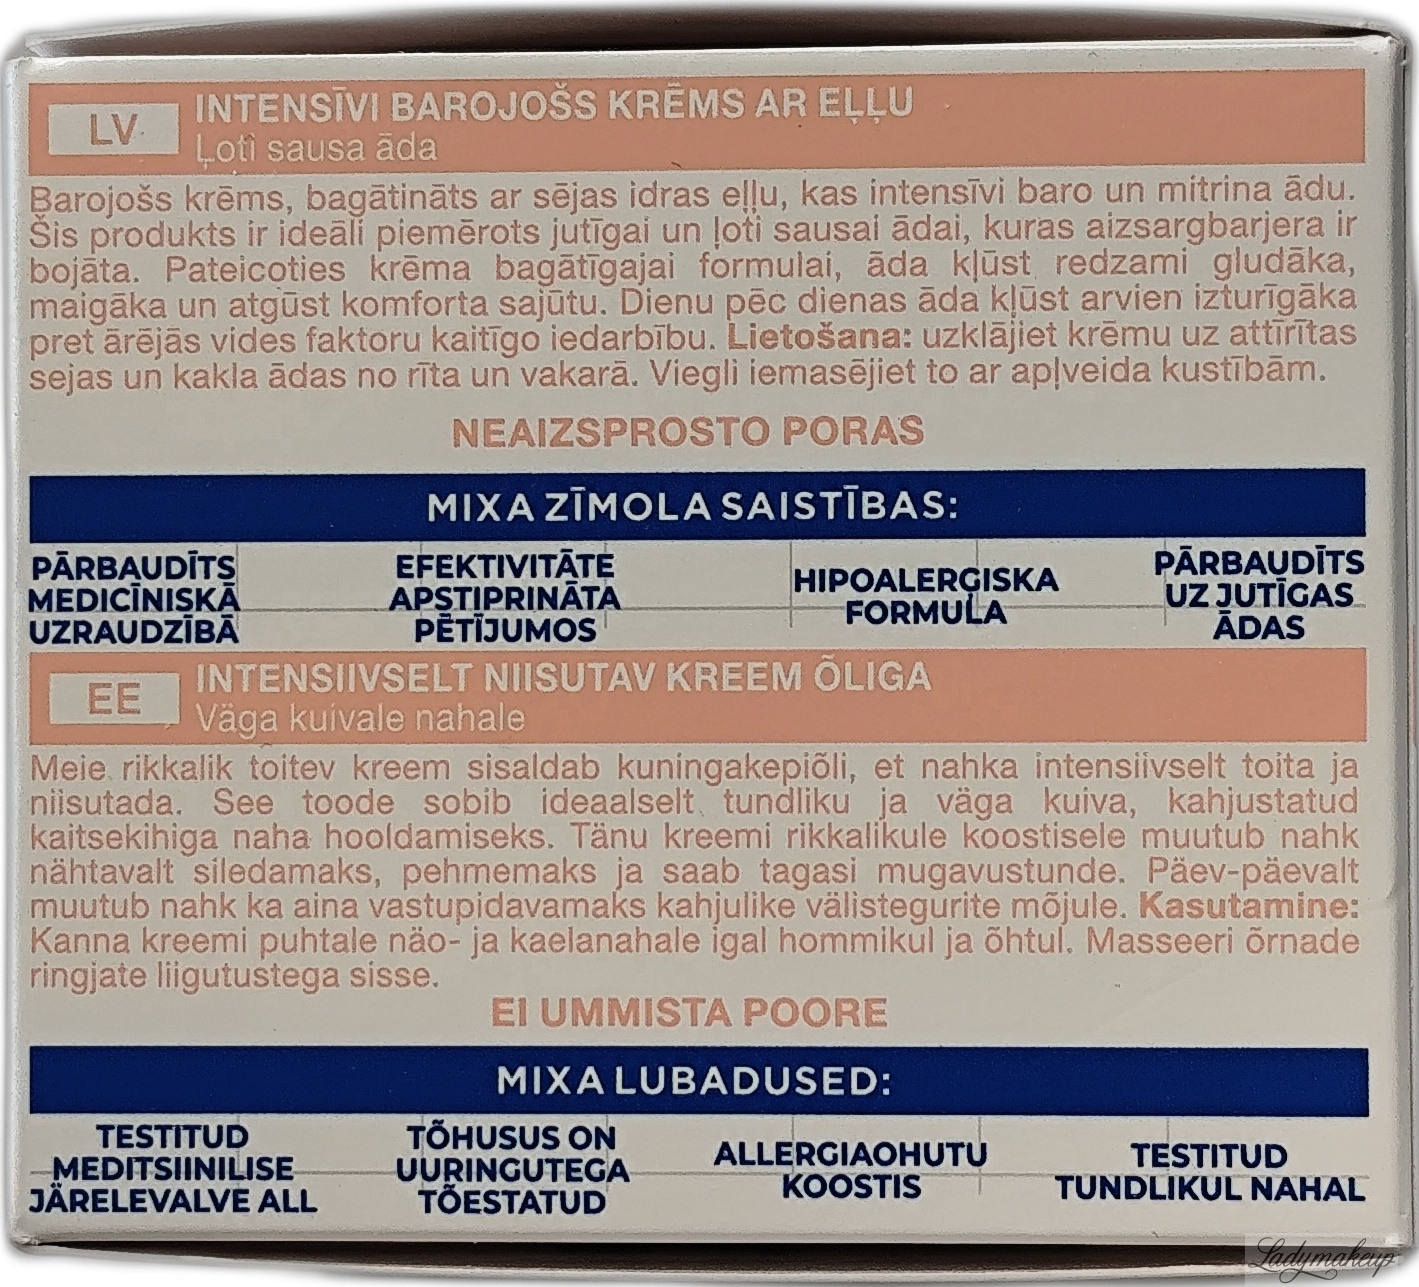 LV
INTENSĪVI BAROJOŠS KRĒMS AR EĻĻU
Ļoti sausa āda
Barojošs krēms, bagātināts ar sējas idras eļļu, kas intensīvi baro un mitrina ādu.
Šis produkts ir ideāli piemērots jutīgai un ļoti sausai ādai, kuras aizsargbarjera ir
bojāta. Pateicoties krēma bagātīgajai formulai, āda kļūst redzami gludāka,
maigāka un atgūst komforta sajūtu. Dienu pēc dienas āda kļūst arvien izturīgāka
pret ārējās vides faktoru kaitīgo iedarbību. Lietošana: uzklājiet krēmu uz attīrītas
sejas un kakla ādas no rīta un vakarā. Viegli iemasējiet to ar apļveida kustībām.
NEAIZSPROSTO PORAS
MIXA ZĪMOLA SAISTĪBAS:
PĀRBAUDĪTS
MEDICĪNISKĀ
UZRAUDZĪBĀ
EFEKTIVITĀTE
APSTIPRINĀTA
PĒTĪJUMOS
HIPOALERĢISKA
FORMULA
PĀRBAUDĪTS
UZ JUTĪGAS
ĀDAS
EE
INTENSIIVSELT NIISUTAV KREEM ÕLIGA
Väga kuivale nahale
Meie rikkalik toitev kreem sisaldab kuningakepiõli, et nahka intensiivselt toita ja
niisutada. See toode sobib ideaalselt tundliku ja väga kuiva, kahjustatud
kaitsekihiga naha hooldamiseks. Tänu kreemi rikkalikule koostisele muutub nahk
nähtavalt siledamaks, pehmemaks ja saab tagasi mugavustunde. Päev-päevalt
muutub nahk ka aina vastupidavamaks kahjulike välistegurite mõjule. Kasutamine:
Kanna kreemi puhtale näo- ja kaelanahale igal hommikul ja õhtul. Masseeri õrnade
ringjate liigutustega sisse.
EI UMMISTA POORE
MIXA LUBADUSED:
TESTITUD
MEDITSIINILISE
JÄRELEVALVE ALL
TÕHUSUS ON
UURINGUTEGA
TÕESTATUD
ALLERGIAOHUTU
KOOSTIS
TESTITUD
TUNDLIKUL NAHAL
Ladymakeup